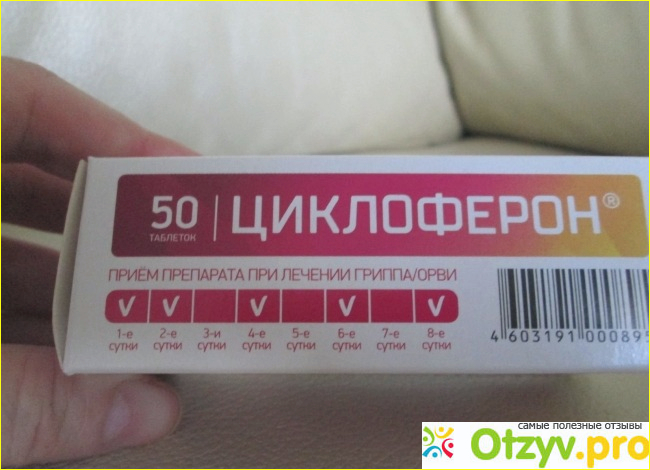 50 ТАБЛЕТОК
ЦИКЛОФЕРОН®
ПРИЁМ ПРЕПАРАТА ПРИ ЛЕЧЕНИИ ГРИППА/ОРВИ
1-е сутки
2-е сутки
3-и сутки
4-е сутки
5-е сутки
6-е сутки
7-е сутки
8-е сутки
4 603191 000895
самые полезные отзывы
Otzyv.pro